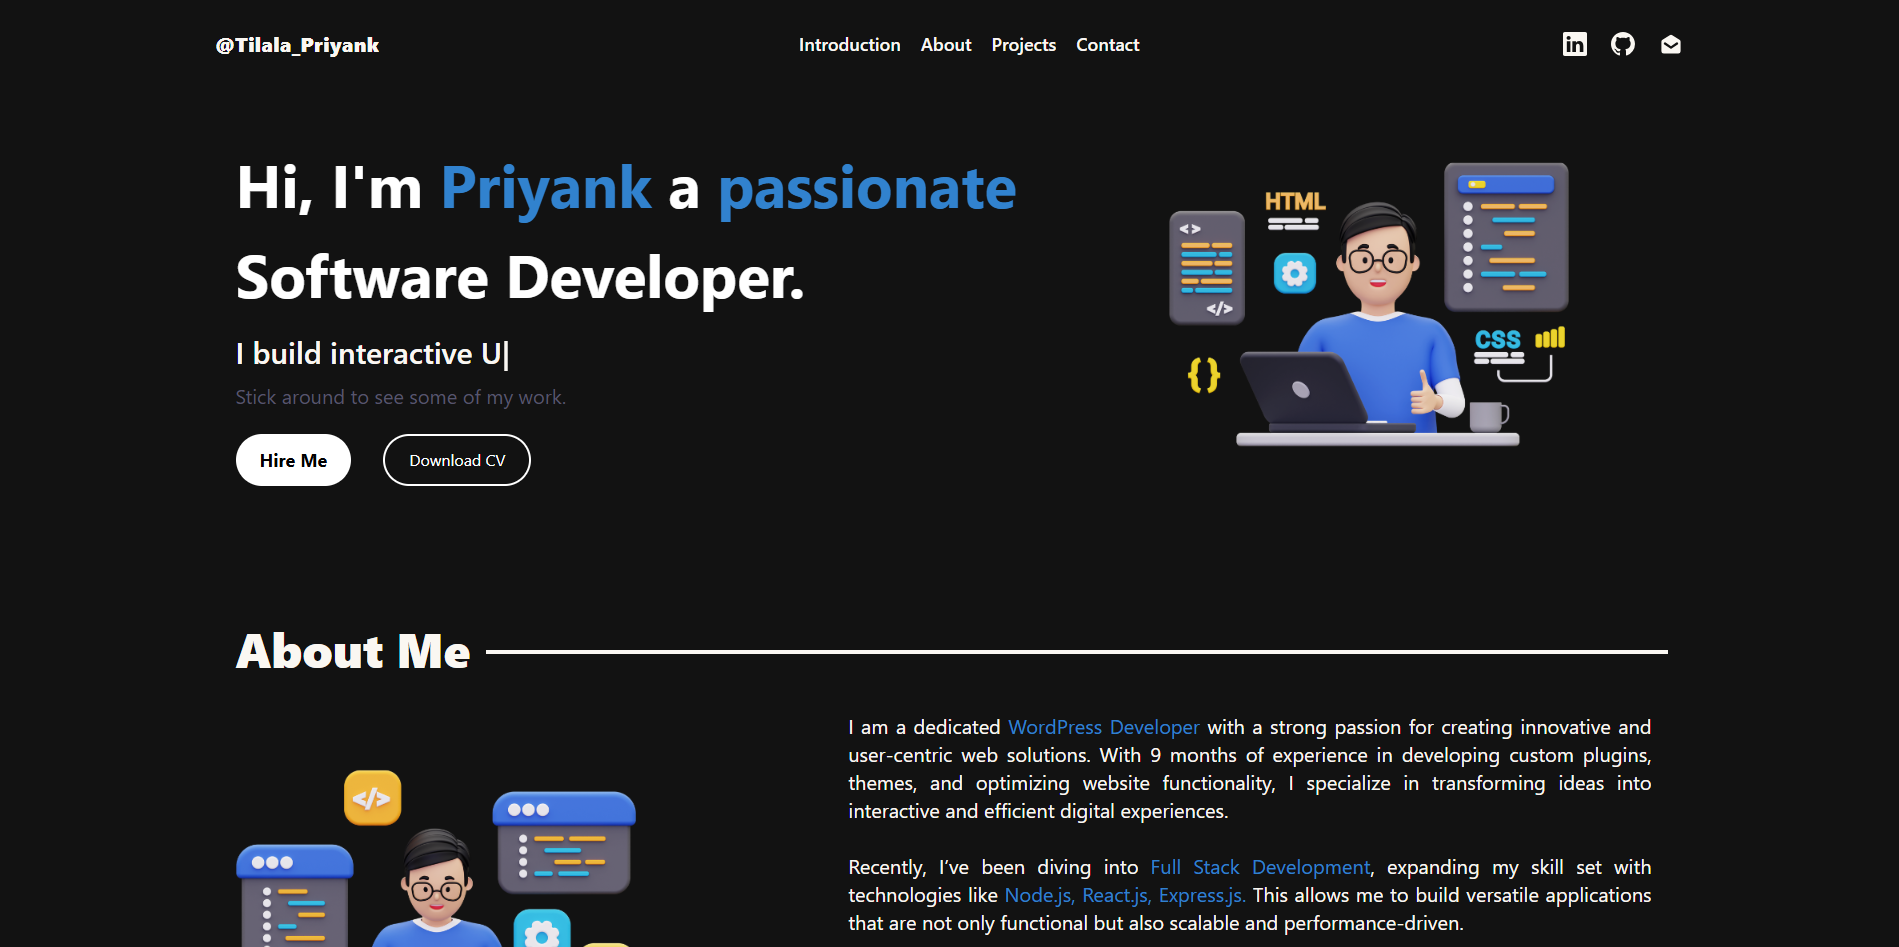 @Tilala_Priyank
Introduction About Projects Contact
Hi, I'm Priyank a passionate
Software Developer.
I build interactive U|
Stick around to see some of my work.
Hire Me
Download CV
HTML
< >
</>
{ }
CSS
About Me
I am a dedicated WordPress Developer with a strong passion for creating innovative and
user-centric web solutions. With 9 months of experience in developing custom plugins,
themes, and optimizing website functionality, I specialize in transforming ideas into
interactive and efficient digital experiences.
Recently, I’ve been diving into Full Stack Development, expanding my skill set with
technologies like Node.js, React.js, Express.js. This allows me to build versatile applications
that are not only functional but also scalable and performance-driven.
</>